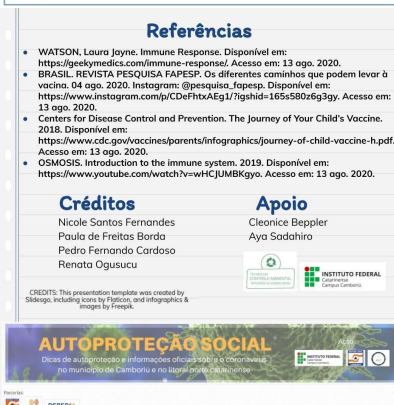 Referências
● WATSON, Laura Jayne. Immune Response. Disponível em:
https://geekymedics.com/immune-response/. Acesso em: 13 ago. 2020.
● BRASIL. REVISTA PESQUISA FAPESP. Os diferentes caminhos que podem levar à
vacina. 04 ago. 2020. Instagram: @pesquisa_fapesp. Disponível em:
https://www.instagram.com/p/CDeFhtxAEg1/?igshid=165s580z6g3gy. Acesso em:
13 ago. 2020.
● Centers for Disease Control and Prevention. The Journey of Your Child's Vaccine.
2018. Disponível em:
https://www.cdc.gov/vaccines/parents/infographics/journey-of-child-vaccine-h.pdf.
Acesso em: 13 ago. 2020.
● OSMOSIS. Introduction to the immune system. 2019. Disponível em:
https://www.youtube.com/watch?v=wHCJUMBKgyo. Acesso em: 13 ago. 2020.
Créditos
Nicole Santos Fernandes
Paula de Freitas Borda
Pedro Fernando Cardoso
Renata Ogusucu
Apoio
Cleonice Beppler
Aya Sadahiro
CONTROLE AMBIENTAL
INSTITUTO FEDERAL
Catarinense
Campus Camboriú
CREDITS: This presentation template was created by
Slidesgo, including icons by Flaticon, and infographics &
images by Freepik.
AUTOPROTEÇÃO SOCIAL
Dicas de autoproteção e informações oficiais sobre o coronavírus
no município de Camboriú e no litoral norte catarinense
Ação
INSTITUTO FEDERAL
Parcerias: